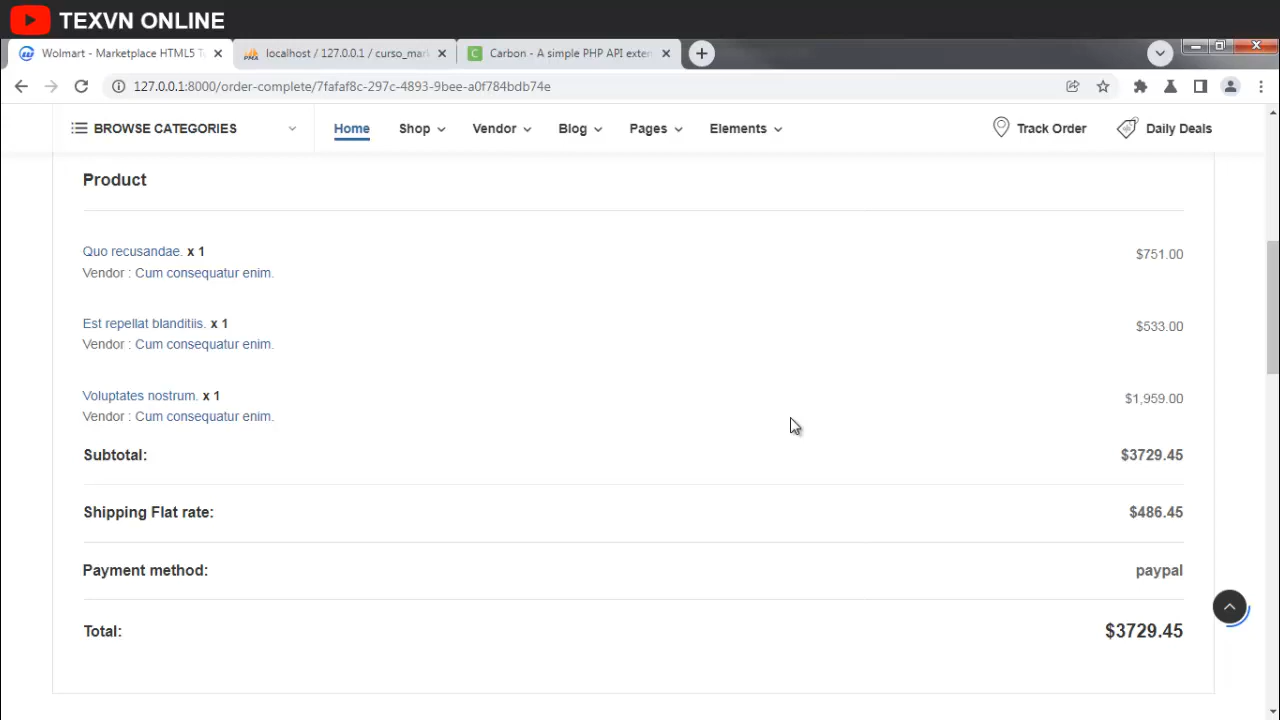 TEXVN ONLINE
Wolmart - Marketplace HTML5 T
localhost / 127.0.0.1 / curso_mar
Carbon - A simple PHP API exten
127.0.0.1:8000/order-complete/7fafaf8c-297c-4893-9bee-a0f784bdb74e
BROWSE CATEGORIES
Home
Shop
Vendor
Blog
Pages
Elements
Track Order
Daily Deals
Product
Quo recusandae. x 1
$751.00
Vendor : Cum consequatur enim.
Est repellat blanditiis. x 1
$533.00
Vendor : Cum consequatur enim.
Voluptates nostrum. x 1
$1,959.00
Vendor : Cum consequatur enim.
Subtotal:
$3729.45
Shipping Flat rate:
$486.45
Payment method:
paypal
Total:
$3729.45